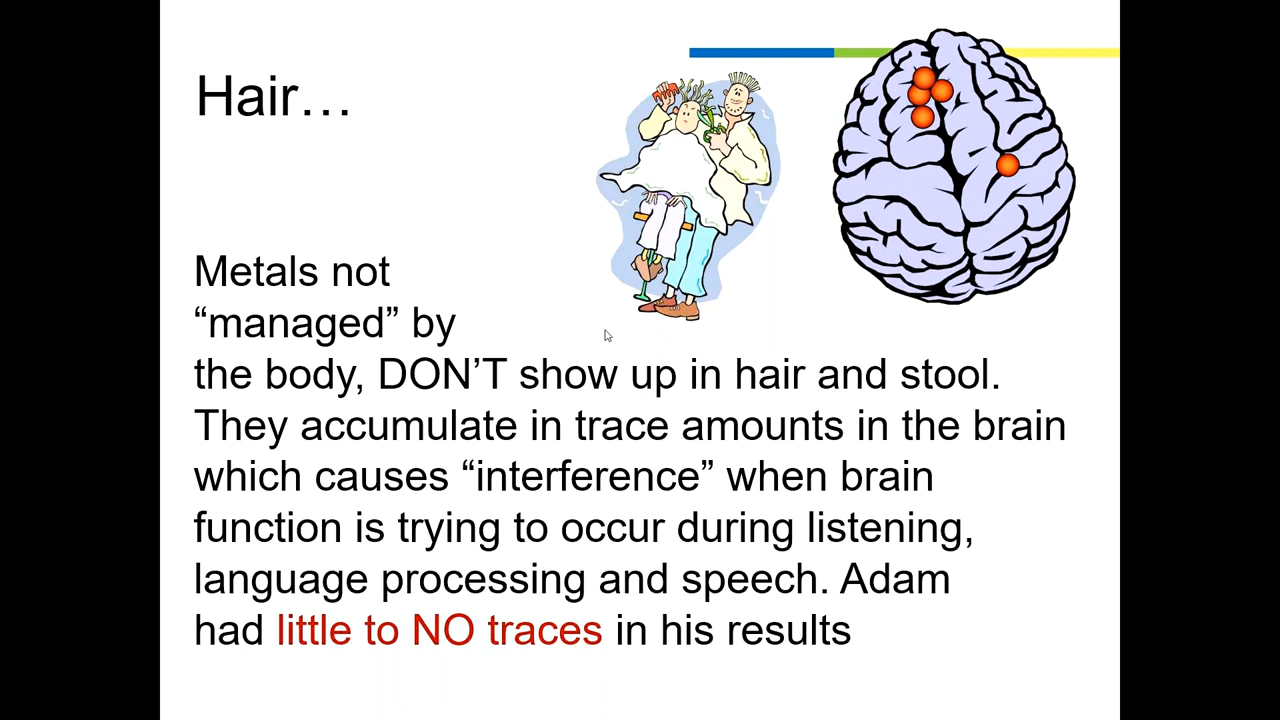 Hair…
Metals not
“managed” by
the body, DON’T show up in hair and stool.
They accumulate in trace amounts in the brain
which causes “interference” when brain
function is trying to occur during listening,
language processing and speech. Adam
had little to NO traces in his results